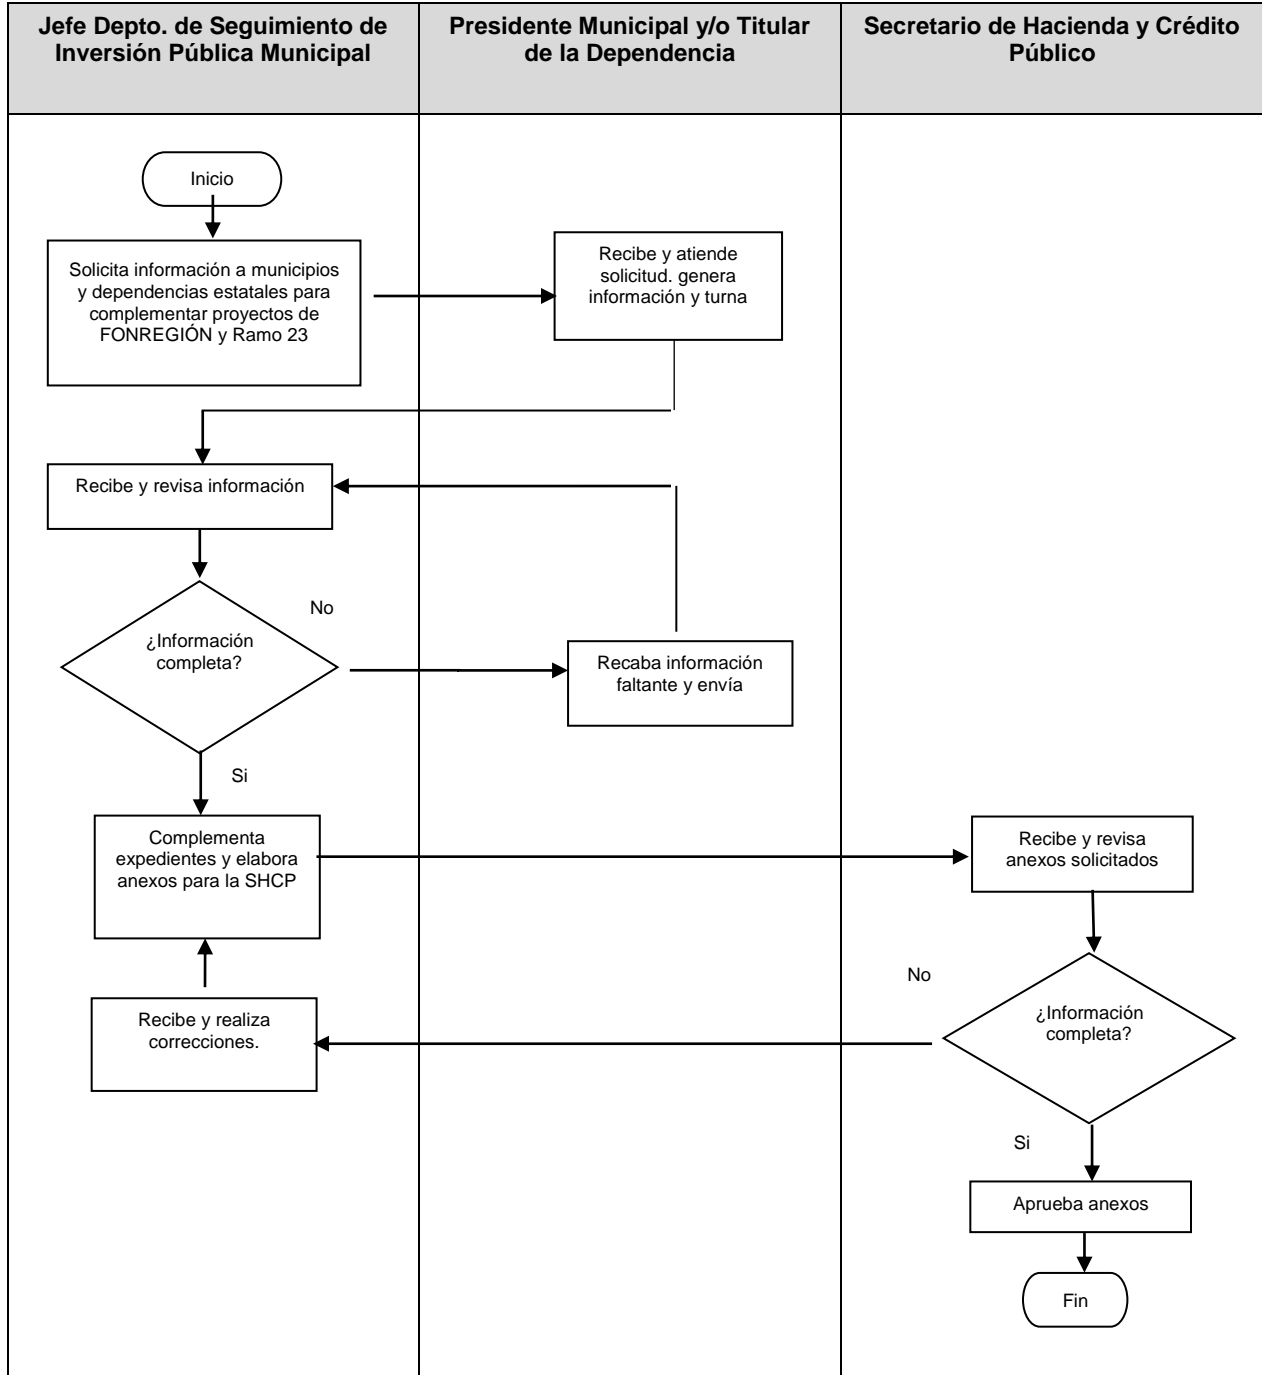 Jefe Depto. de Seguimiento de
Inversión Pública Municipal
Presidente Municipal y/o Titular
de la Dependencia
Secretario de Hacienda y Crédito
Público
Inicio
Solicita información a municipios
y dependencias estatales para
complementar proyectos de
FONREGIÓN y Ramo 23
Recibe y atiende
solicitud. genera
información y turna
Recibe y revisa información
¿Información
completa?
No
Recaba información
faltante y envía
Si
Complementa
expedientes y elabora
anexos para la SHCP
Recibe y revisa
anexos solicitados
¿Información
completa?
No
Recibe y realiza
correcciones.
Si
Aprueba anexos
Fin